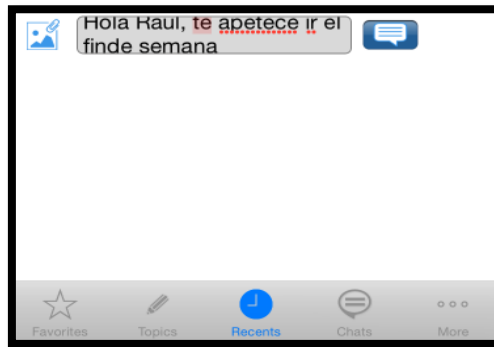 Hola Raul, te apetece ir el
finde semana
Favorites
Topics
Recents
Chats
More